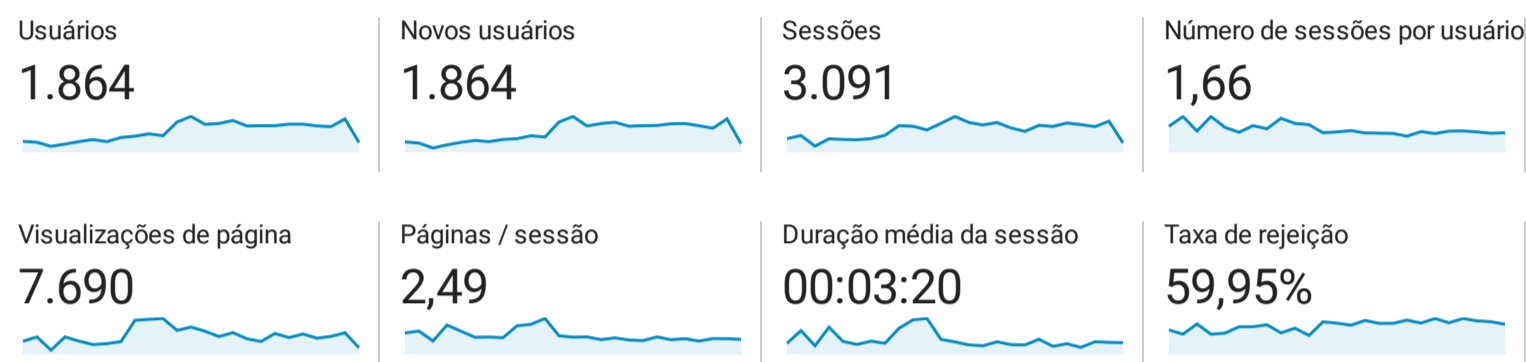 Usuários
1.864
Novos usuários
1.864
Sessões
3.091
Número de sessões por usuário
1,66
Visualizações de página
7.690
Páginas / sessão
2,49
Duração média da sessão
00:03:20
Taxa de rejeição
59,95%